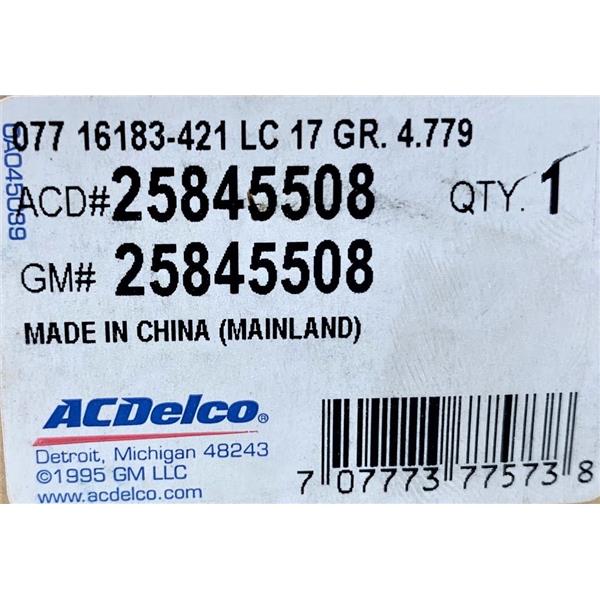 077 16183-421 LC 17 GR. 4.779
ACD# 25845508 QTY. 1
GM# 25845508
MADE IN CHINA (MAINLAND)
ACDelco®
Detroit, Michigan 48243
©1995 GM LLC
www.acdelco.com
7 07773 77573 8